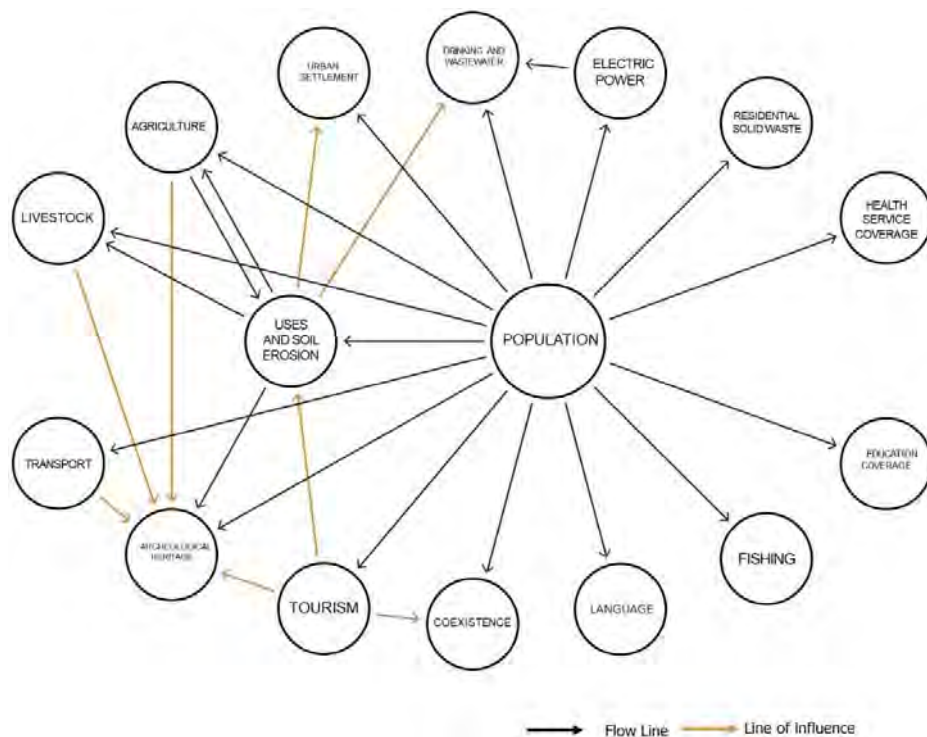 DRINKING AND
WASTEWATER
URBAN
SETTLEMENT
ELECTRIC
POWER
RESIDENTIAL
SOLID WASTE
AGRICULTURE
LIVESTOCK
HEALTH
SERVICE
COVERAGE
USES
AND SOIL
EROSION
POPULATION
TRANSPORT
EDUCATION
COVERAGE
ARCHEOLOGICAL
HERITAGE
FISHING
TOURISM
COEXISTENCE
LANGUAGE
Flow Line
Line of Influence